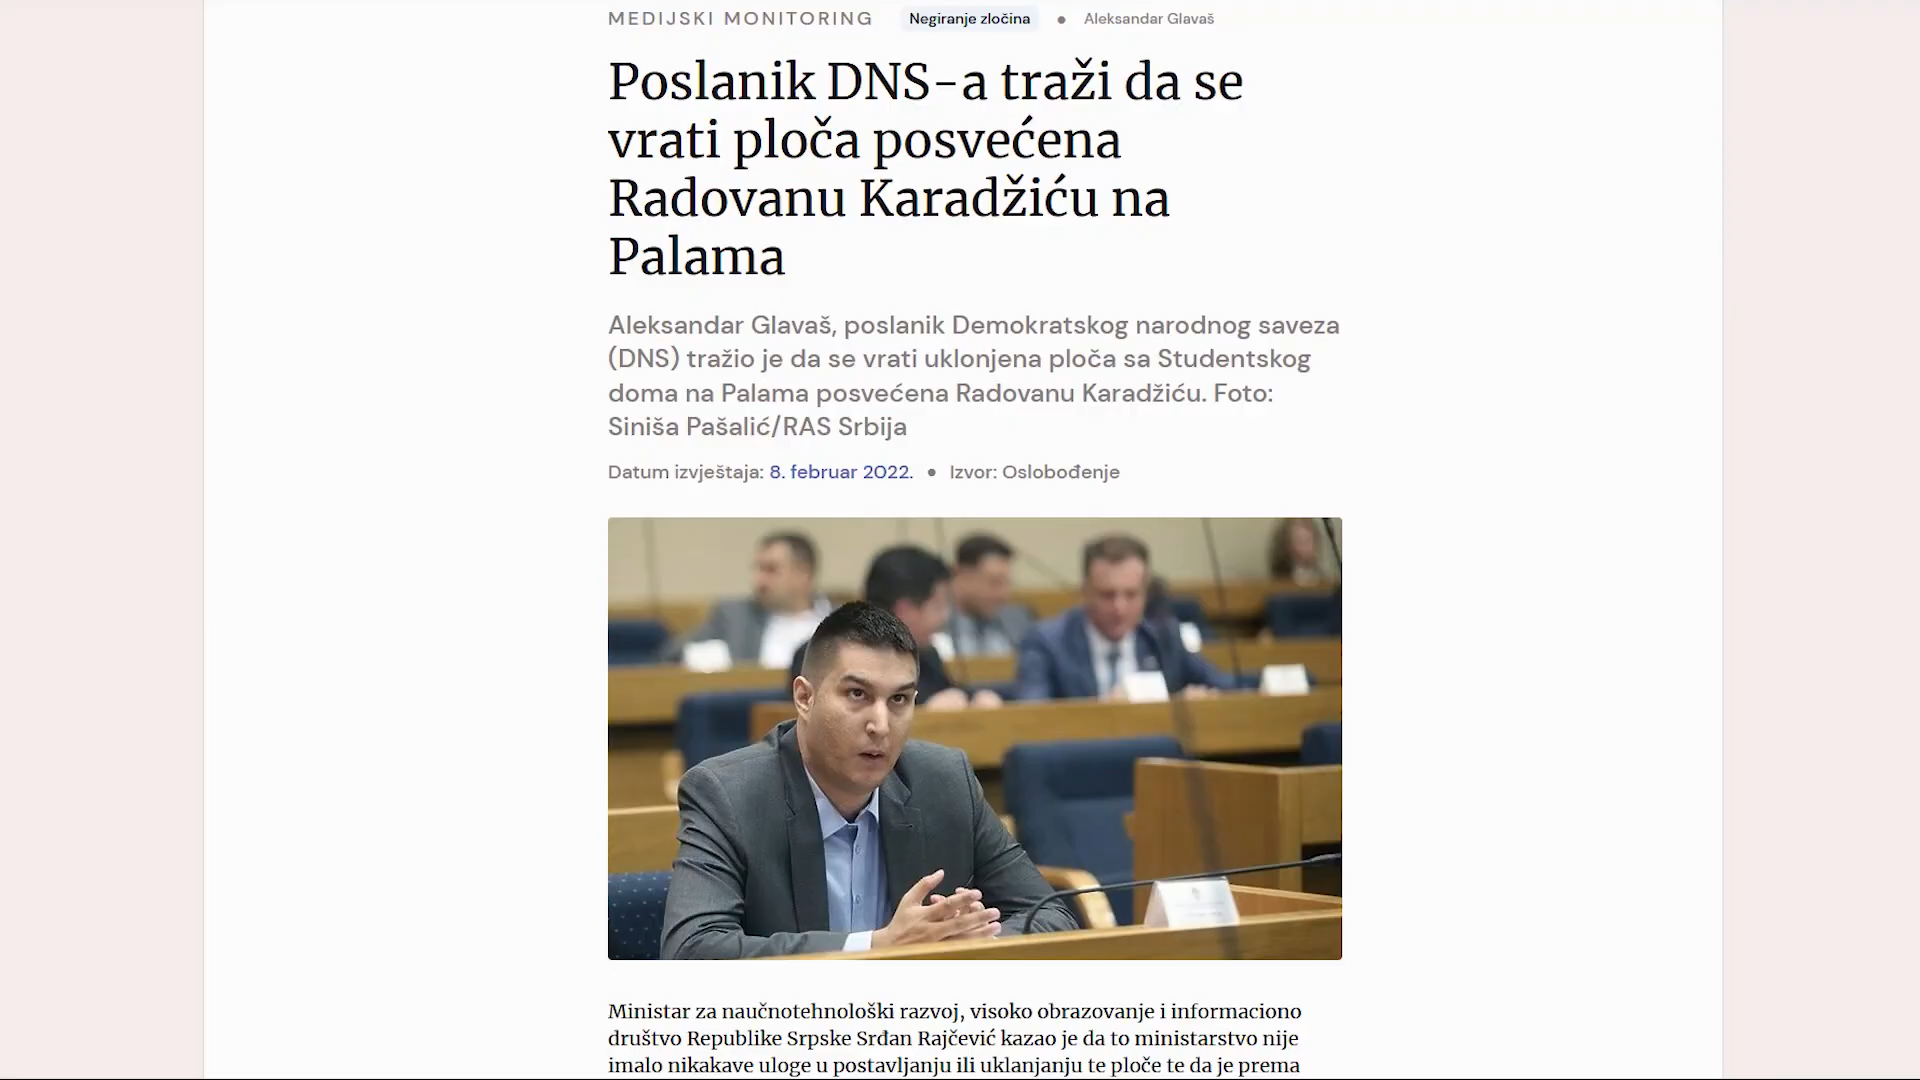 MEDIJSKI MONITORING Negiranje zločina • Aleksandar Glavaš
Poslanik DNS-a traži da se
vrati ploča posvećena
Radovanu Karadžiću na
Palama
Aleksandar Glavaš, poslanik Demokratskog narodnog saveza
(DNS) tražio je da se vrati uklonjena ploča sa Studentskog
doma na Palama posvećena Radovanu Karadžiću. Foto:
Siniša Pašalić/RAS Srbija
Datum izvještaja: 8. februar 2022. • Izvor: Oslobođenje
Ministar za naučnotehnološki razvoj, visoko obrazovanje i informaciono
društvo Republike Srpske Srđan Rajčević kazao je da to ministarstvo nije
imalo nikakave uloge u postavljanju ili uklanjanju te ploče te da je prema